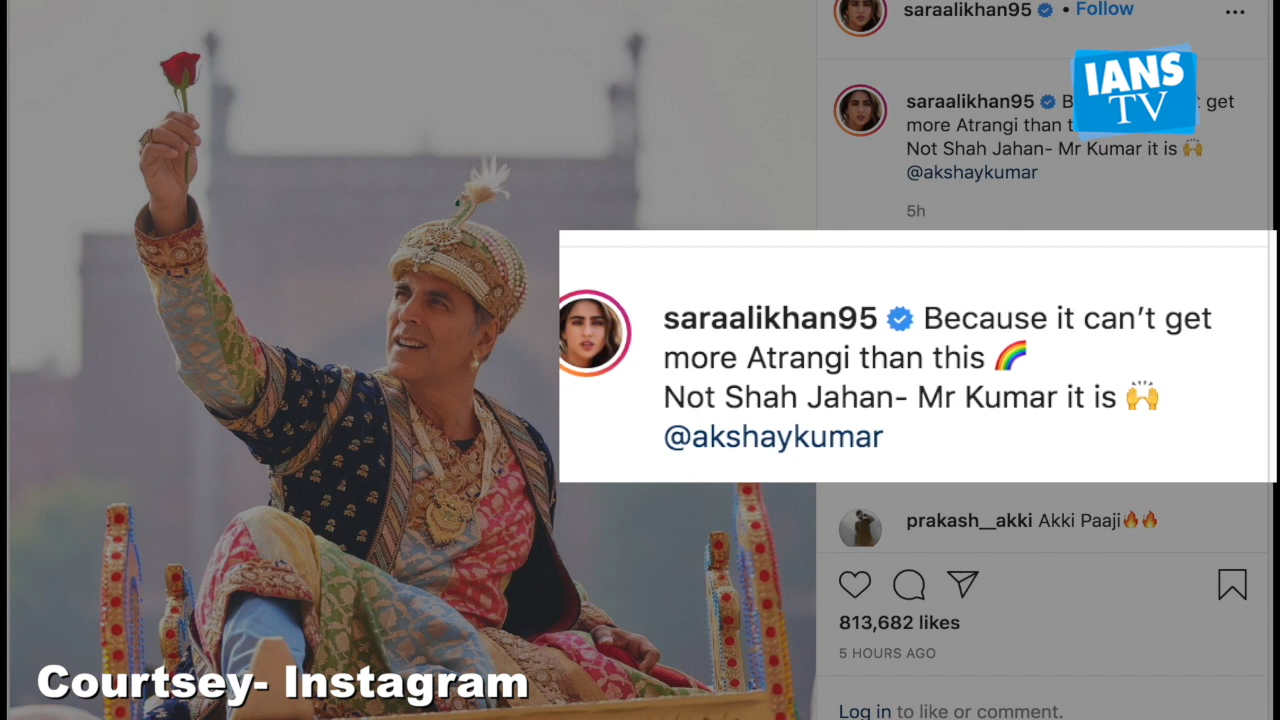 saraalikhan95 • Follow
IANS
TV
saraalikhan95 get
more Atrangi than
Not Shah Jahan- Mr Kumar it is 🙌
@akshaykumar
5h
saraalikhan95 Because it can’t get
more Atrangi than this 🌈
Not Shah Jahan- Mr Kumar it is 🙌
@akshaykumar
prakash__akki Akki Paaji🔥🔥
813,682 likes
5 HOURS AGO
Log in to like or comment.
Courtsey- Instagram